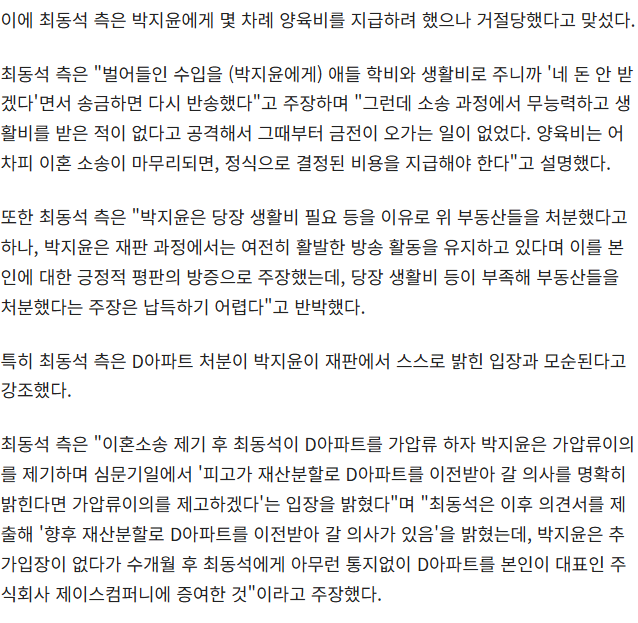 이에 최동석 측은 박지윤에게 몇 차례 양육비를 지급하려 했으나 거절당했다고 맞섰다.
최동석 측은 "벌어들인 수입을 (박지윤에게) 애들 학비와 생활비로 주니까 '네 돈 안 받
겠다'면서 송금하면 다시 반송했다"고 주장하며 "그런데 소송 과정에서 무능력하고 생
활비를 받은 적이 없다고 공격해서 그때부터 금전이 오가는 일이 없었다. 양육비는 어
차피 이혼 소송이 마무리되면, 정식으로 결정된 비용을 지급해야 한다"고 설명했다.
또한 최동석 측은 "박지윤은 당장 생활비 필요 등을 이유로 위 부동산들을 처분했다고
하나, 박지윤은 재판 과정에서는 여전히 활발한 방송 활동을 유지하고 있다며 이를 본
인에 대한 긍정적 평판의 방증으로 주장했는데, 당장 생활비 등이 부족해 부동산들을
처분했다는 주장은 납득하기 어렵다"고 반박했다.
특히 최동석 측은 D아파트 처분이 박지윤이 재판에서 스스로 밝힌 입장과 모순된다고
강조했다.
최동석 측은 "이혼소송 제기 후 최동석이 D아파트를 가압류 하자 박지윤은 가압류이의
를 제기하며 심문기일에서 '피고가 재산분할로 D아파트를 이전받아 갈 의사를 명확히
밝힌다면 가압류이의를 제고하겠다'는 입장을 밝혔다"며 "최동석은 이후 의견서를 제
출해 '향후 재산분할로 D아파트를 이전받아 갈 의사가 있음'을 밝혔는데, 박지윤은 추
가입장이 없다가 수개월 후 최동석에게 아무런 통지없이 D아파트를 본인이 대표인 주
식회사 제이스컴퍼니에 증여한 것"이라고 주장했다.